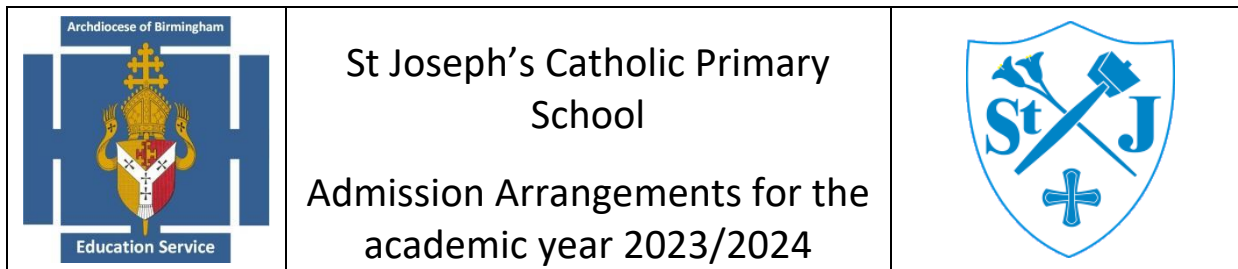 Archdiocese of Birmingham
Education Service
St Joseph’s Catholic Primary
School
Admission Arrangements for the
academic year 2023/2024
St J